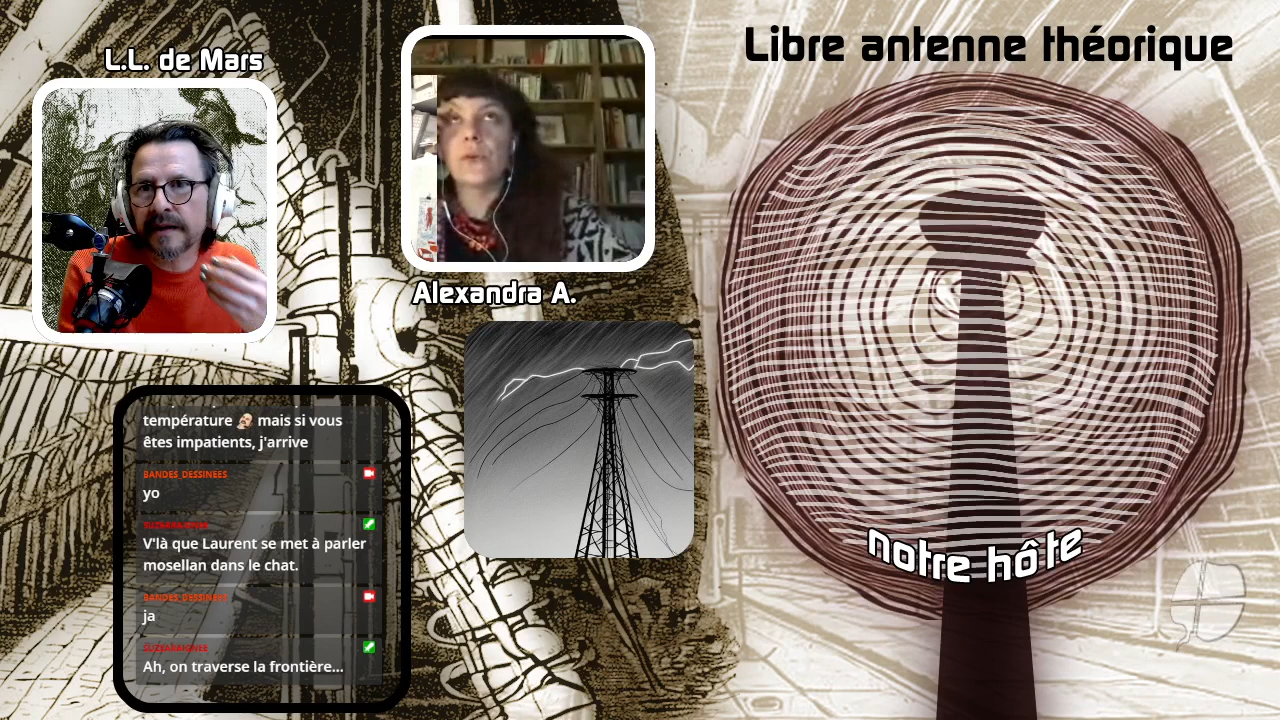 L.L. de Mars
Libre antenne théorique
Alexandra A.
température mais si vous
êtes impatients, j'arrive
BANDES_DESSINEES
yo
V'là que Laurent se met à parler
mosellan dans le chat.
BANDES_DESSINEES
ja
Ah, on traverse la frontière...
notre hôte